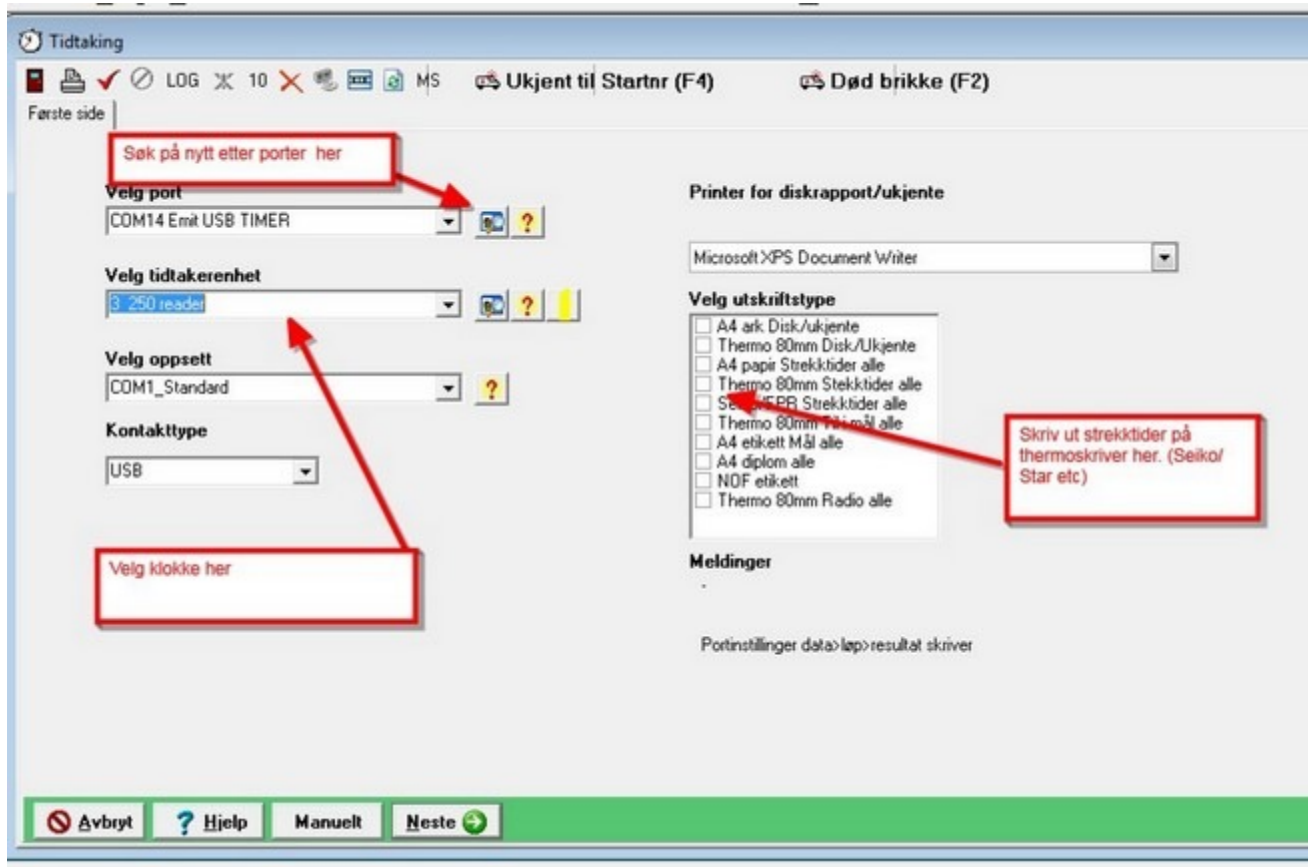 Tidtaking
LOG 10 MS Ukjent til Startnr (F4) Død brikke (F2)
Første side
Søk på nytt etter porter her
Velg port
COM14 Emit USB TIMER
Velg tidtakerenhet
3 250 reader
Velg oppsett
COM1_Standard
Kontakttype
USB
Velg klokke her
Printer for diskrapport/ukjente
Microsoft XPS Document Writer
Velg utskriftstype
A4 ark Disk/ukjente
Thermo 80mm Disk/Ukjente
A4 papir Strekktider alle
Thermo 80mm Stekktider alle
Strekktider alle
Thermo 80mm mål alle
A4 etikett Mål alle
A4 diplom alle
NOF etikett
Thermo 80mm Radio alle
Skriv ut strekktider på
thermoskriver her. (Seiko/
Star etc)
Meldinger
-
Portinstillinger data>løp>resultat skriver
Avbryt Hjelp Manuelt Neste